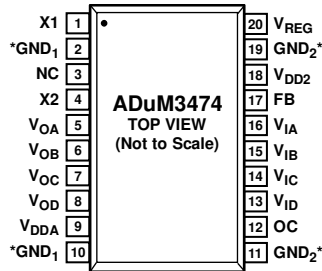 X1 1 20 VREG
*GND1 2 19 GND2*
NC 3 18 VDD2
X2 4 ADuM3474 17 FB
TOP VIEW
VOA 5 (Not to Scale) 16 VIA
VOB 6 15 VIB
VOC 7 14 VIC
VOD 8 13 VID
VDDA 9 12 OC
*GND1 10 11 GND2*